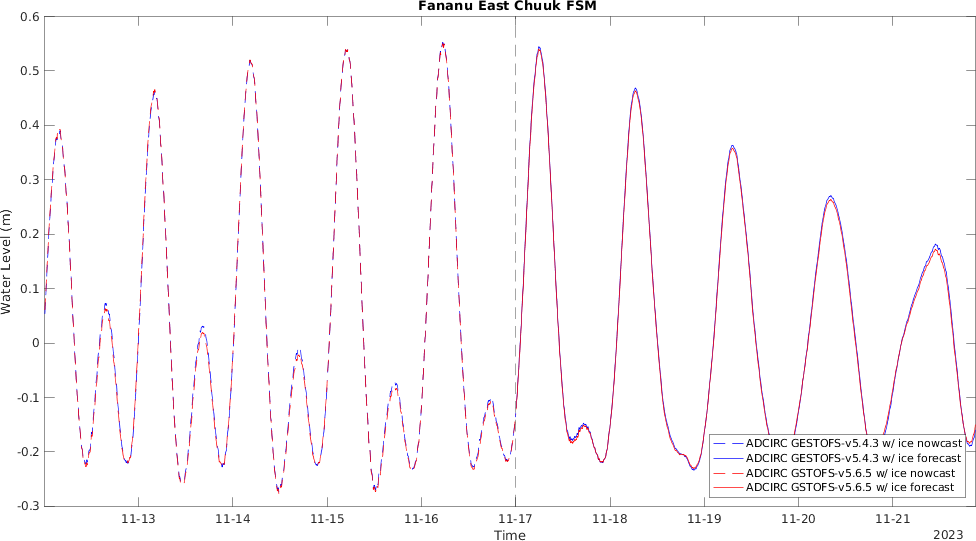 Fananu East Chuuk FSM
0.6
0.5
0.4
0.3
0.2
0.1
0
-0.1
-0.2
-0.3
Water Level (m)
ADCIRC GESTOFS-v5.4.3 w/ ice nowcast
ADCIRC GESTOFS-v5.4.3 w/ ice forecast
ADCIRC GSTOFS-v5.6.5 w/ ice nowcast
ADCIRC GSTOFS-v5.6.5 w/ ice forecast
11-13 11-14 11-15 11-16 11-17 11-18 11-19 11-20 11-21
Time
2023